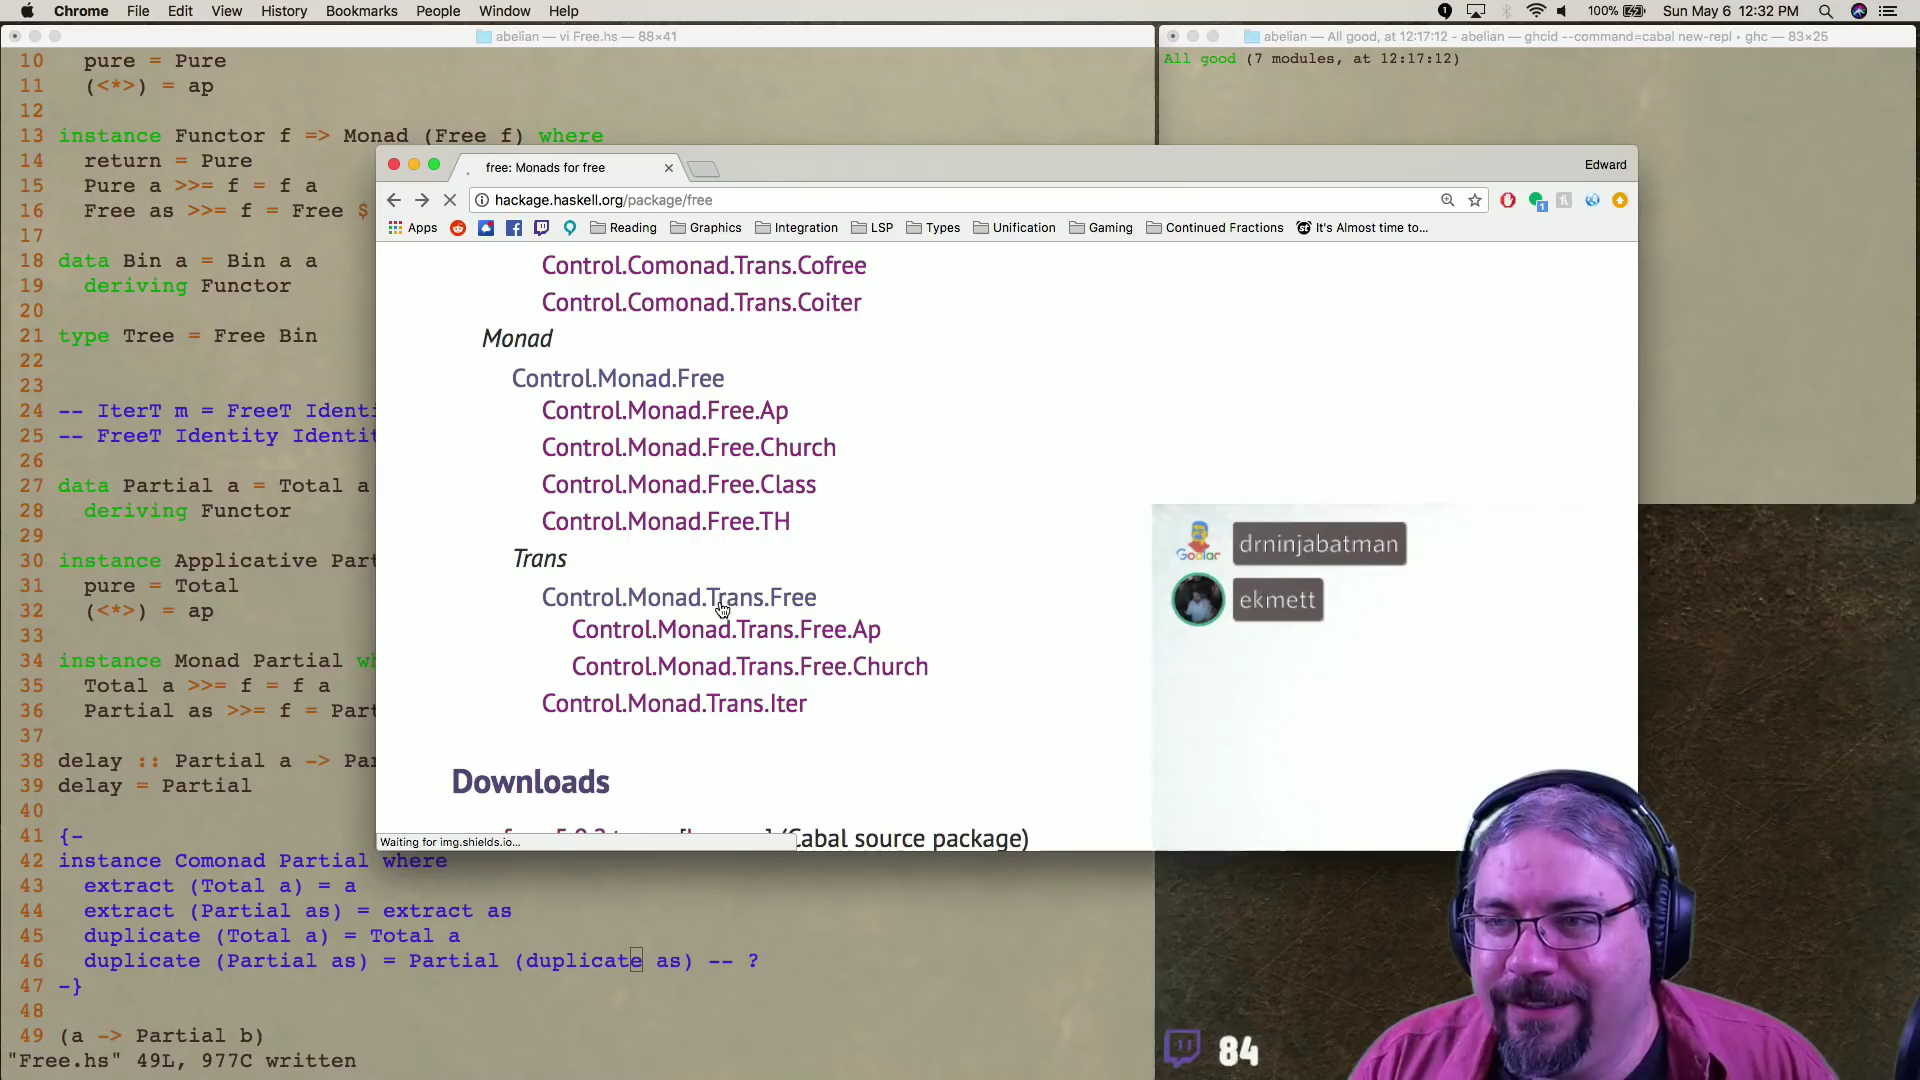 Chrome File Edit View History Bookmarks People Window Help
1 100% Sun May 6 12:32 PM
abelian — vi Free.hs — 88×41
abelian — All good, at 12:17:12 - abelian — ghcid --command=cabal new-repl • ghc — 83×25
All good (7 modules, at 12:17:12)
10 pure = Pure
11 (<*>) = ap
12
13 instance Functor f => Monad (Free f) where
14 return = Pure
15 Pure a >>= f = f a
16 Free as >>= f = Free $
17
18 data Bin a = Bin a a
19 deriving Functor
20
21 type Tree = Free Bin
22
23
24 -- IterT m = FreeT Identi
25 -- FreeT Identity Identit
26
27 data Partial a = Total a
28 deriving Functor
29
30 instance Applicative Part
31 pure = Total
32 (<*>) = ap
33
34 instance Monad Partial wh
35 Total a >>= f = f a
36 Partial as >>= f = Part
37
38 delay :: Partial a -> Par
39 delay = Partial
40
41 {-
42 instance Comonad Partial where
43 extract (Total a) = a
44 extract (Partial as) = extract as
45 duplicate (Total a) = Total a
46 duplicate (Partial as) = Partial (duplicate as) -- ?
47 -}
48
49 (a -> Partial b)
"Free.hs" 49L, 977C written
free: Monads for free
Edward
hackage.haskell.org/package/free
Apps Reading Graphics Integration LSP Types Unification Gaming Continued Fractions It's Almost time to...
Control.Comonad.Trans.Cofree
Control.Comonad.Trans.Coiter
Monad
Control.Monad.Free
Control.Monad.Free.Ap
Control.Monad.Free.Church
Control.Monad.Free.Class
Control.Monad.Free.TH
Trans
Control.Monad.Trans.Free
Control.Monad.Trans.Free.Ap
Control.Monad.Trans.Free.Church
Control.Monad.Trans.Iter
Downloads
(Cabal source package)
Waiting for img.shields.io...
drninjabatman
ekmett
84